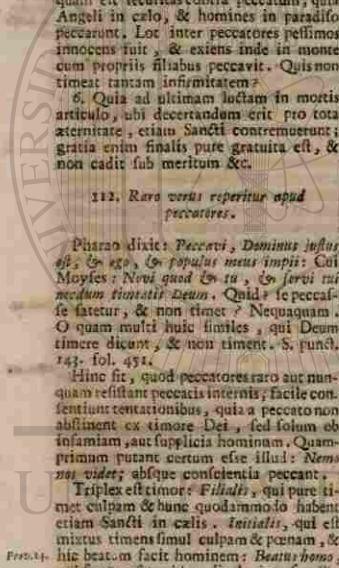 quam est securitas contra peccatum, quia
Angeli in cælo, & homines in paradiso
peccarunt. Lot inter peccatores pessimos
innocens fuit, & exiens inde in monte
cum propriis filiabus peccavit. Quis non
timeat tantam infirmitatem?
6. Quia ad ultimam luctam in mortis
articulo, ubi decertandum erit pro tota
æternitate, etiam Sancti contremuerunt;
gratia enim finalis pure gratuita est, &
non cadit sub meritum &c.
112. Raro verus reperitur apud
peccatores.
Pharao dixit: Peccavi, Dominus justus
est, & ego, & populus meus impii: Cui
Moyses: Novi quod & tu, & servi tui
necdum timeatis Deum. Quid? se peccas-
se fatetur, & non timet? Nequaquam.
O quam multi huic similes, qui Deum
timere dicunt, & non timent. S. punct.
143. fol. 451.
Hinc fit, quod peccatores raro aut nun-
quam resistant peccatis internis, facile con-
sentiunt tentationibus, quia a peccato non
abstinent ex timore Dei, sed solum ob
infamiam, aut supplicia hominum. Quam-
primum putant certum esse illud: Nemo
nos videt; absque conscientia peccant.
Triplex est timor: Filialis, qui pure ti-
met culpam & hunc quodammodo habent
etiam Sancti in cælis. Initialis, qui est
mixtus timens simul culpam & pœnam, &
Prov.
hic beatum facit hominem: Beatus homo,